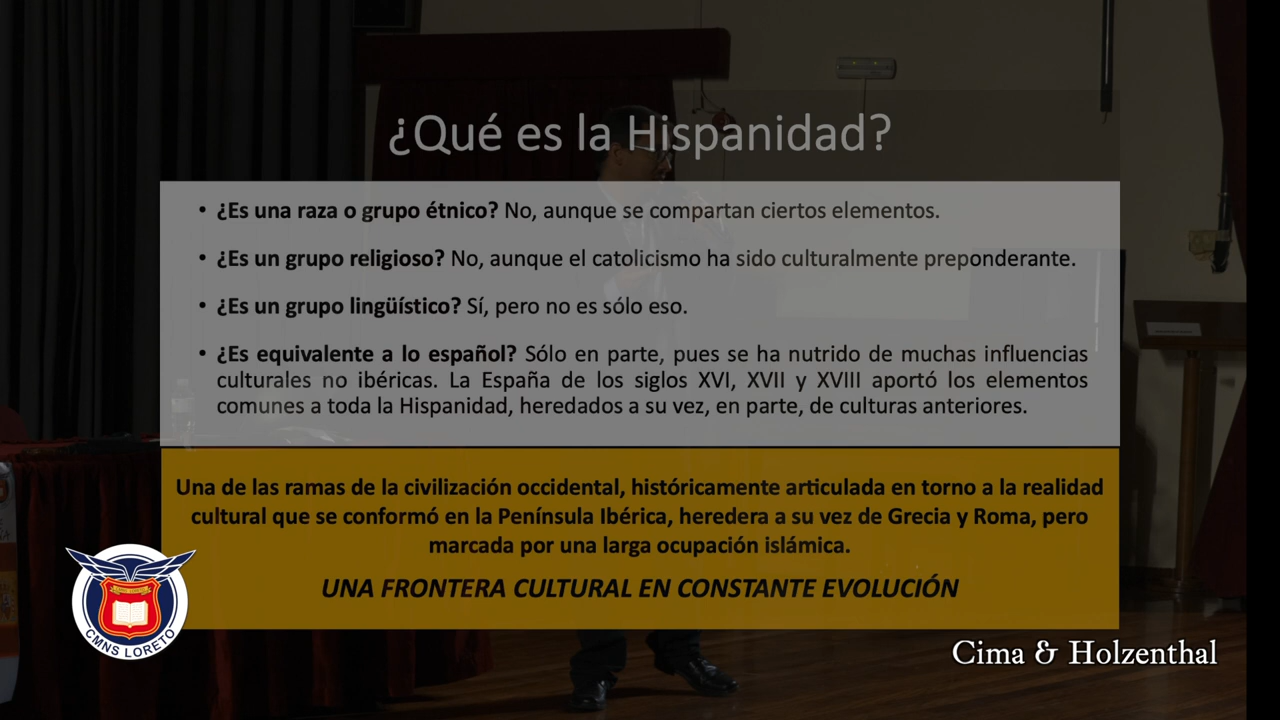 ¿Qué es la Hispanidad?
• ¿Es una raza o grupo étnico? No, aunque se compartan ciertos elementos.
• ¿Es un grupo religioso? No, aunque el catolicismo ha sido culturalmente preponderante.
• ¿Es un grupo lingüístico? Sí, pero no es sólo eso.
• ¿Es equivalente a lo español? Sólo en parte, pues se ha nutrido de muchas influencias
culturales no ibéricas. La España de los siglos XVI, XVII y XVIII aportó los elementos
comunes a toda la Hispanidad, heredados a su vez, en parte, de culturas anteriores.
Una de las ramas de la civilización occidental, históricamente articulada en torno a la realidad
cultural que se conformó en la Península Ibérica, heredera a su vez de Grecia y Roma, pero
marcada por una larga ocupación islámica.
UNA FRONTERA CULTURAL EN CONSTANTE EVOLUCIÓN
CMNS LORETO
Cima & Holzenthal